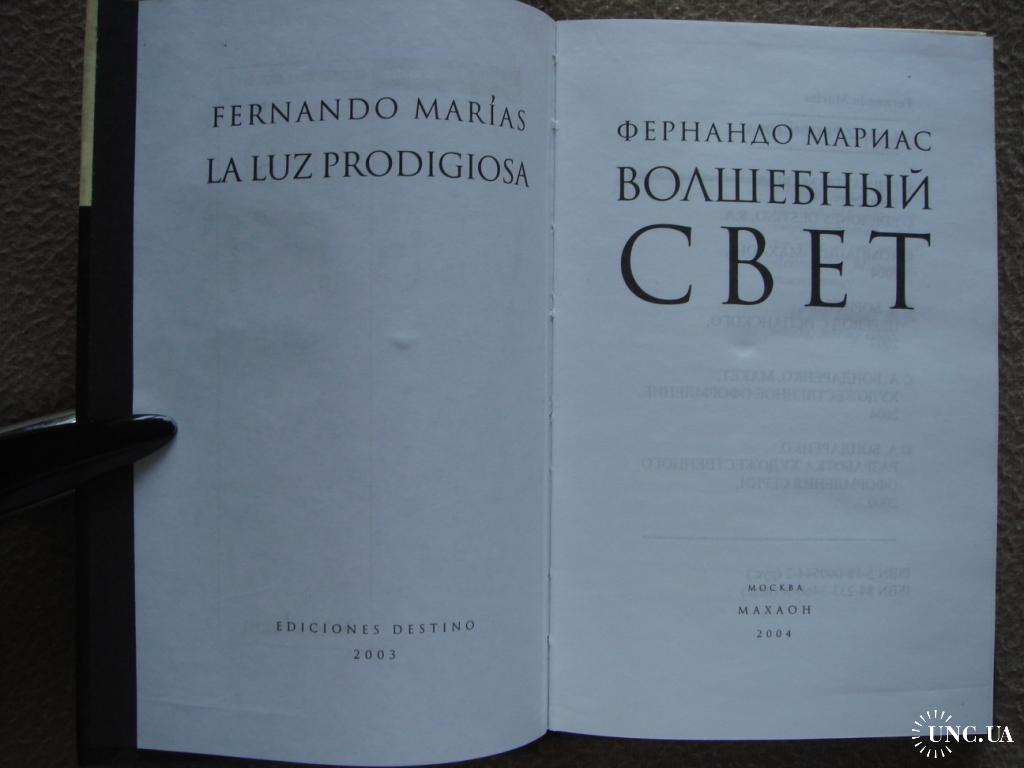 FERNANDO MARÍAS
LA LUZ PRODIGIOSA
EDICIONES DESTINO
2003
ФЕРНАНДО МАРИАС
ВОЛШЕБНЫЙ
СВЕТ
МОСКВА
МАХАОН
2004
UNC.UA